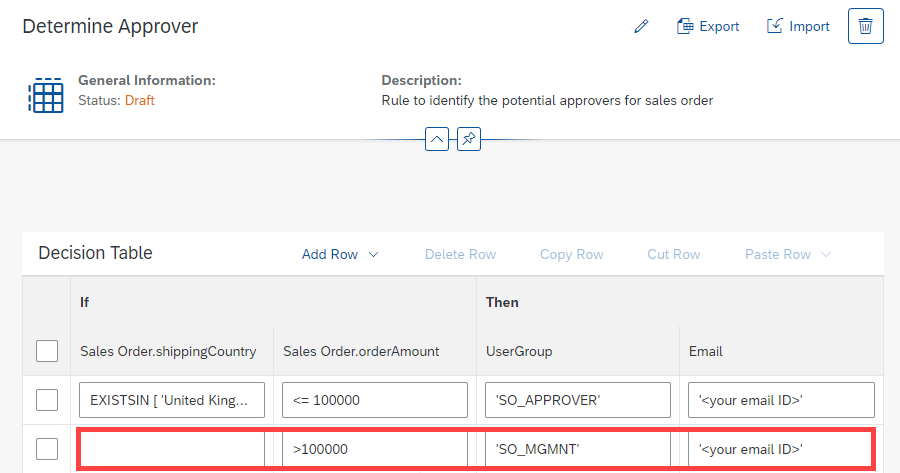 Determine Approver
Export
Import
General Information:
Status: Draft
Description:
Rule to identify the potential approvers for sales order
Decision Table
Add Row
Delete Row
Copy Row
Cut Row
Paste Row
If
Then
Sales Order.shippingCountry
Sales Order.orderAmount
UserGroup
Email
EXISTSIN [ 'United King...
<= 100000
'SO_APPROVER'
'<your email ID>'
>100000
'SO_MGMNT'
'<your email ID>'